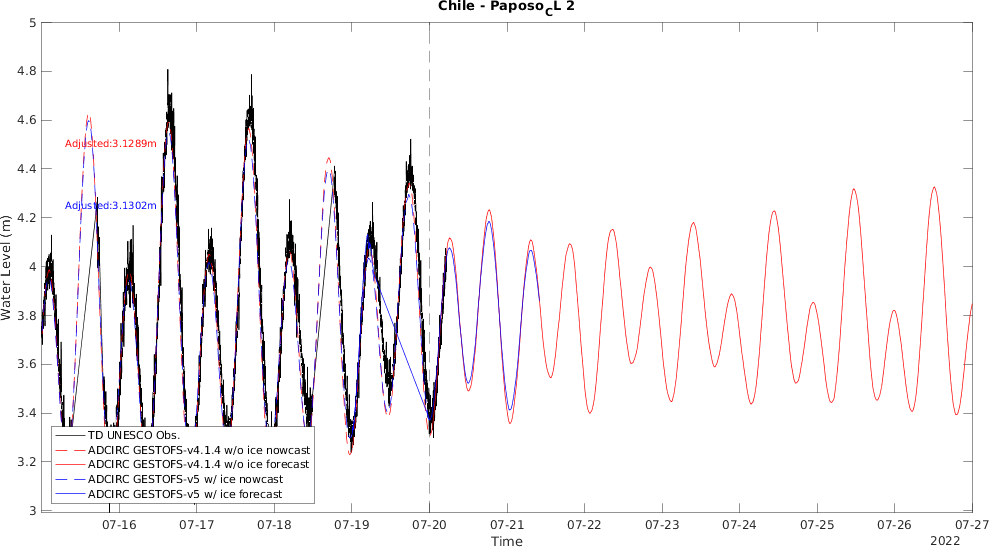 Chile - Paposo_CL 2
5
4.8
4.6
4.4
4.2
4
3.8
3.6
3.4
3.2
3
Water Level (m)
Adjusted:3.1289m
Adjusted:3.1302m
TD UNESCO Obs.
ADCIRC GESTOFS-v4.1.4 w/o ice nowcast
ADCIRC GESTOFS-v4.1.4 w/o ice forecast
ADCIRC GESTOFS-v5 w/ ice nowcast
ADCIRC GESTOFS-v5 w/ ice forecast
07-16 07-17 07-18 07-19 07-20 07-21 07-22 07-23 07-24 07-25 07-26 07-27
Time
2022